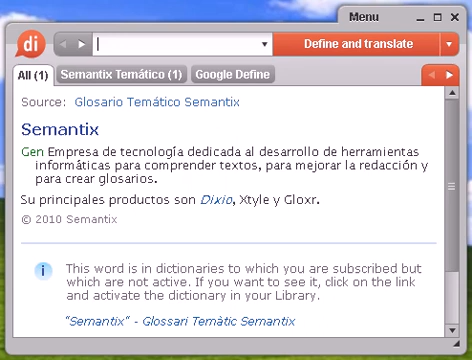 Menu
di
Define and translate
All (1)
Semantix Temático (1)
Google Define
Source: Glosario Temático Semantix
Semantix
Gen Empresa de tecnología dedicada al desarrollo de herramientas
informáticas para comprender textos, para mejorar la redacción y
para crear glosarios.
Su principales productos son Dixio, Xtyle y Gloxr.
© 2010 Semantix
i
This word is in dictionaries to which you are subscribed but
which are not active. If you want to see it, click on the link
and activate the dictionary in your Library.
"Semantix" - Glossari Temàtic Semantix